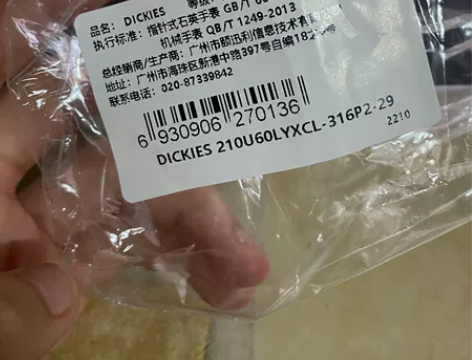 品名: DICKIES 等级
执行标准: 指针式石英手表 GB/T
机械手表 QB/T 1249-2013
总经销商/生产商: 广州市颐迅利信息技术有
地址: 广州市海珠区新港中路397号自编18
联系电话: 020-87339842
6 930906 270136
DICKIES 210U60LYXCL-316P2-29
2210